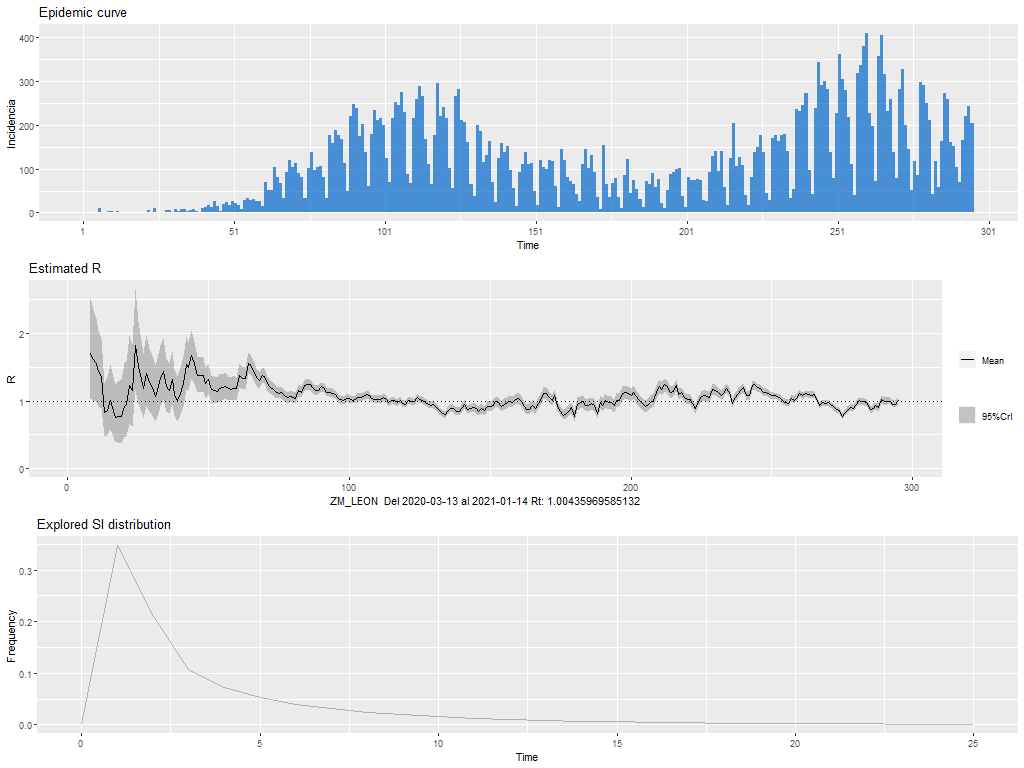 Epidemic curve
400
300
200
100
0
Incidencia
1 51 101 151 201 251 301
Time
Estimated R
2
1
0
R
Mean
95%CrI
0 100 200 300
ZM_LEON Del 2020-03-13 al 2021-01-14 Rt: 1.00435969585132
Explored SI distribution
0.3
0.2
0.1
0.0
Frequency
0 5 10 15 20 25
Time